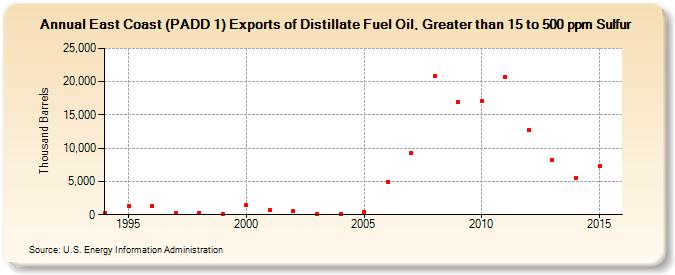 Annual East Coast (PADD 1) Exports of Distillate Fuel Oil, Greater than 15 to 500 ppm Sulfur
Thousand Barrels
25,000
20,000
15,000
10,000
5,000
0
1995 2000 2005 2010 2015
Source: U.S. Energy Information Administration